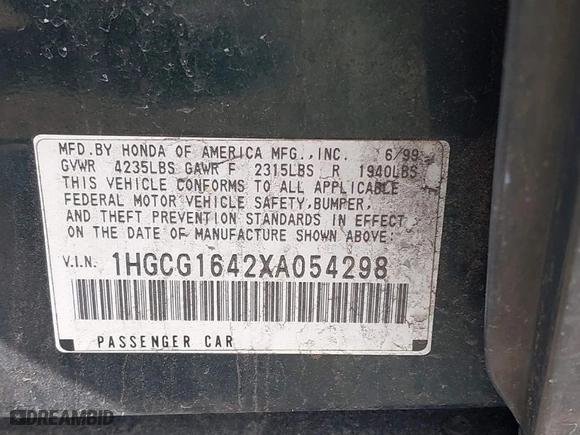 MFD.BY HONDA OF AMERICA MFG.,INC. 6/99
GVWR 4235LBS GAWR F 2315LBS R 1940LBS
THIS VEHICLE CONFORMS TO ALL APPLICABLE
FEDERAL MOTOR VEHICLE SAFETY,BUMPER,
AND THEFT PREVENTION STANDARDS IN EFFECT
ON THE DATE OF MANUFACTURE SHOWN ABOVE.
V.I.N. 1HGCG1642XA054298
PASSENGER CAR
DREAMBID